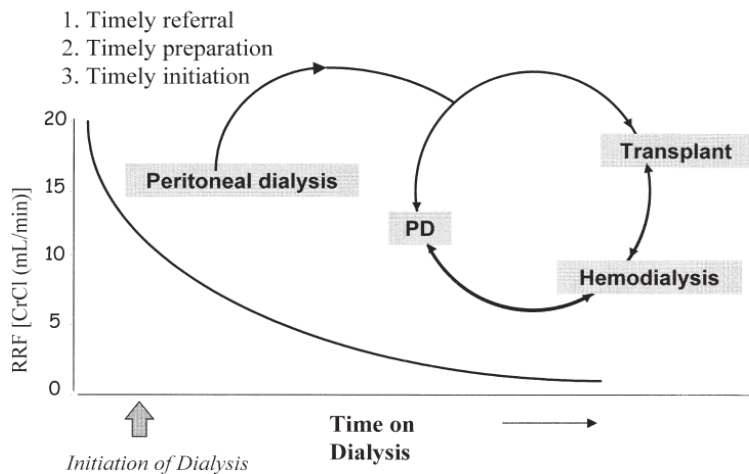 1. Timely referral
2. Timely preparation
3. Timely initiation
20
15
10
5
0
RRF [CrCl (mL/min)]
Peritoneal dialysis
Transplant
PD
Hemodialysis
Time on
Dialysis
Initiation of Dialysis